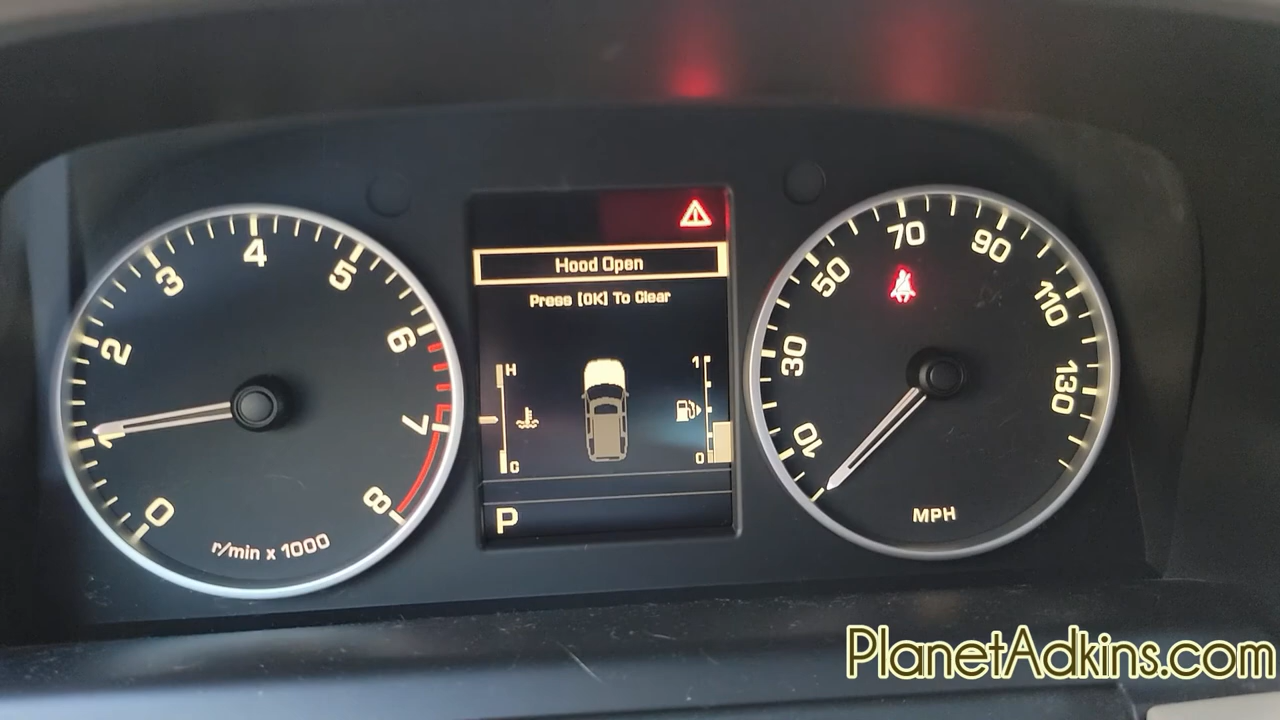 0
1
2
3
4
5
6
7
8
r/min x 1000
Hood Open
Press [OK] To Clear
H
C
1
0
P
10
30
50
70
90
110
130
MPH
PlanetAdkins.com